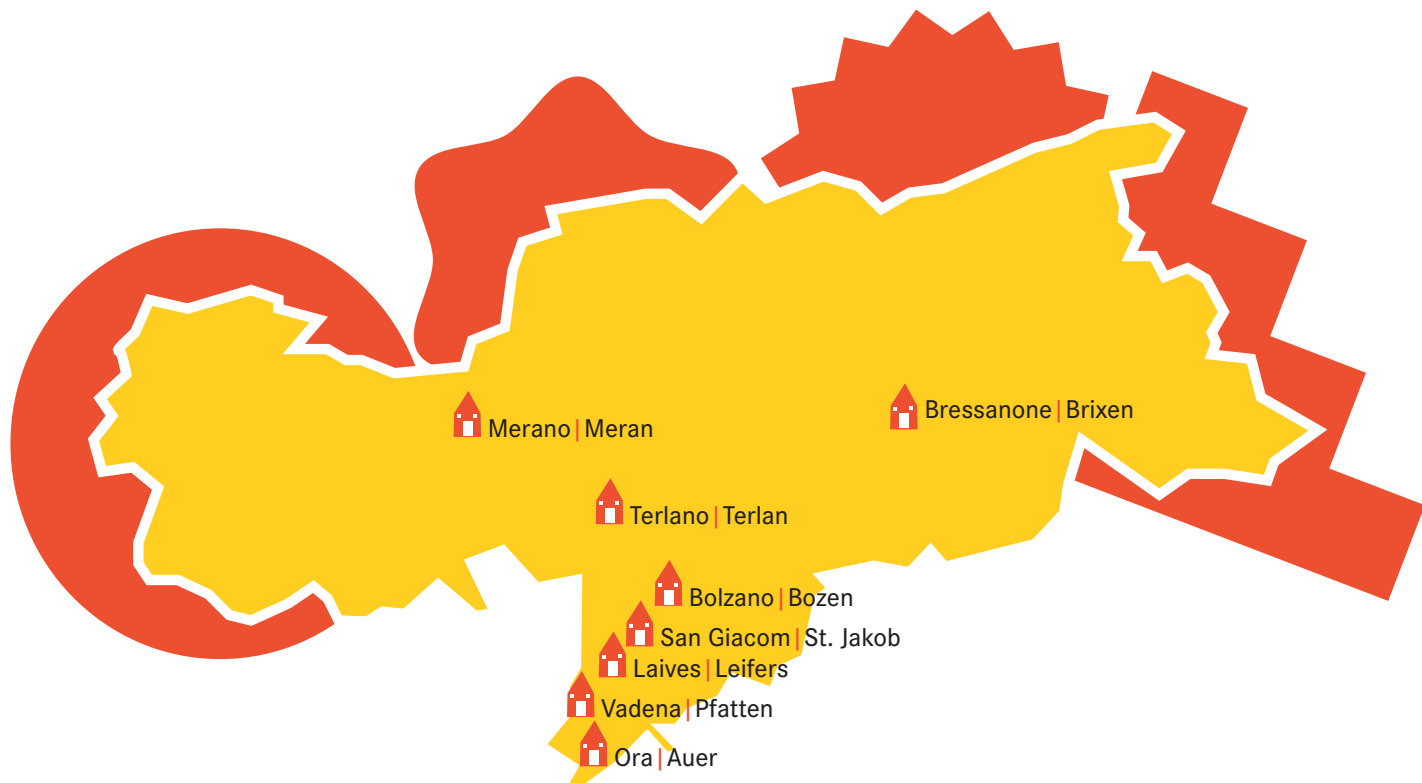 Bressanone|Brixen
Merano|Meran
Terlano|Terlan
Bolzano|Bozen
San Giacom|St. Jakob
Laives|Leifers
Vadena|Pfatten
Ora|Auer